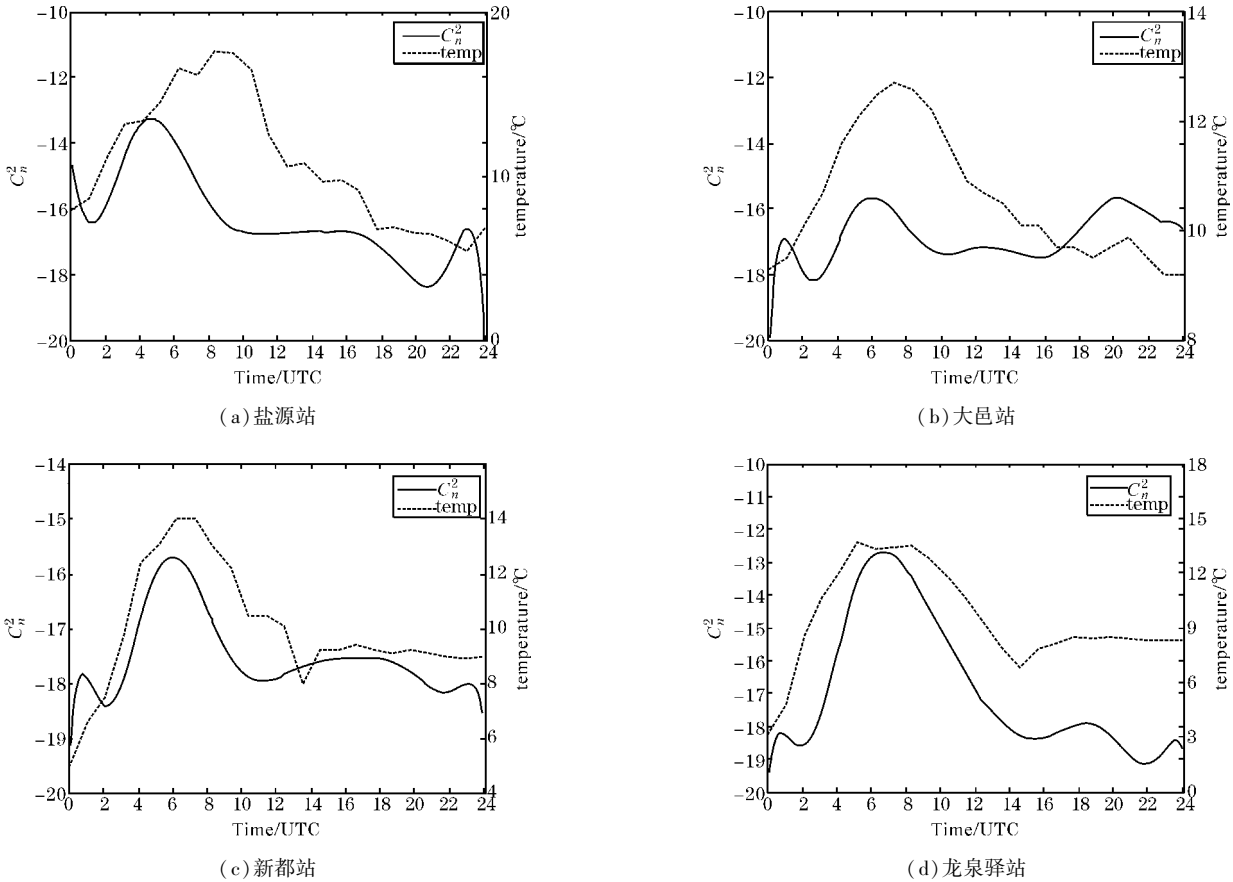 −10
−12
−14
−16
−18
−20
C_n^2
20
10
0
temperature/℃
C_n^2
temp
0 2 4 6 8 10 12 14 16 18 20 22 24
Time/UTC
(a)盐源站
−10
−12
−14
−16
−18
−20
C_n^2
14
12
10
8
temperature/℃
C_n^2
temp
0 2 4 6 8 10 12 14 16 18 20 22 24
Time/UTC
(b)大邑站
−14
−15
−16
−17
−18
−19
−20
C_n^2
14
12
10
8
6
4
temperature/℃
C_n^2
temp
0 2 4 6 8 10 12 14 16 18 20 22 24
Time/UTC
(c)新都站
−10
−11
−12
−13
−14
−15
−16
−17
−18
−19
−20
C_n^2
18
15
12
9
6
3
0
temperature/℃
C_n^2
temp
0 2 4 6 8 10 12 14 16 18 20 22 24
Time/UTC
(d)龙泉驿站